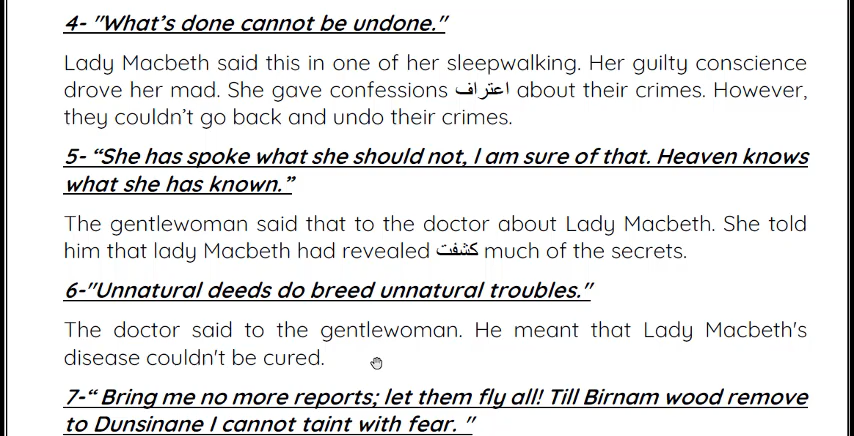 4- "What's done cannot be undone."
Lady Macbeth said this in one of her sleepwalking. Her guilty conscience
drove her mad. She gave confessions اعتراف about their crimes. However,
they couldn't go back and undo their crimes.
5- “She has spoke what she should not, I am sure of that. Heaven knows
what she has known.”
The gentlewoman said that to the doctor about Lady Macbeth. She told
him that lady Macbeth had revealed كشفت much of the secrets.
6-"Unnatural deeds do breed unnatural troubles."
The doctor said to the gentlewoman. He meant that Lady Macbeth's
disease couldn't be cured.
7-“ Bring me no more reports; let them fly all! Till Birnam wood remove
to Dunsinane I cannot taint with fear. "